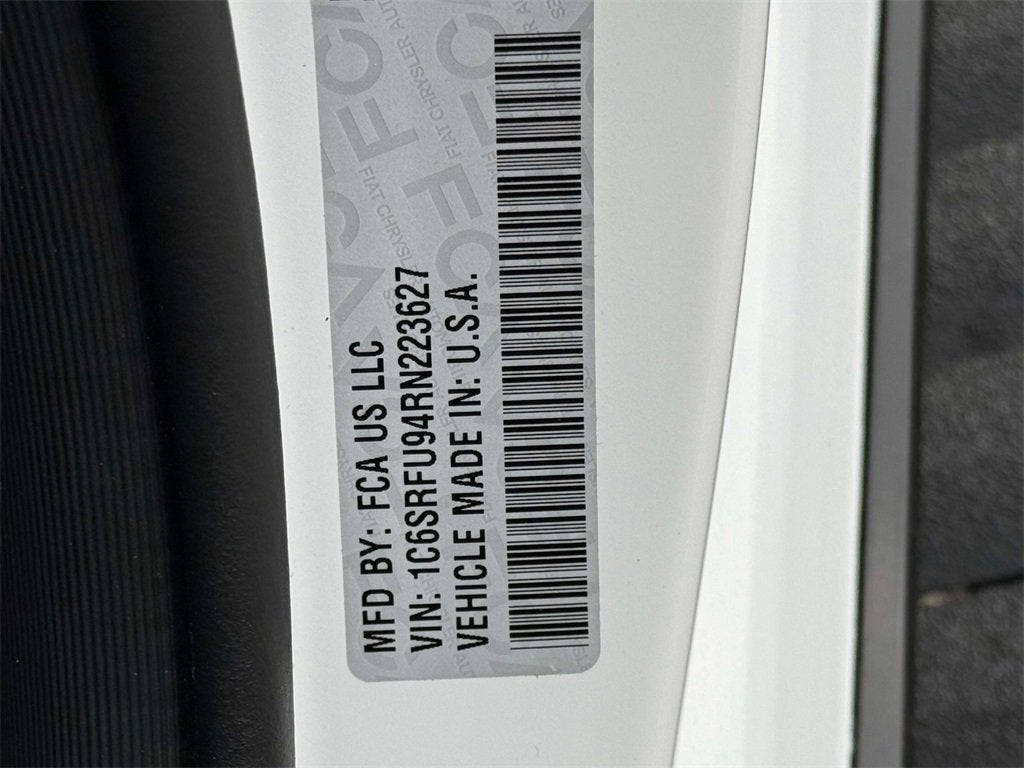 MFD BY: FCA US LLC
VIN: 1C6SRFU94RN223627
VEHICLE MADE IN: U.S.A.